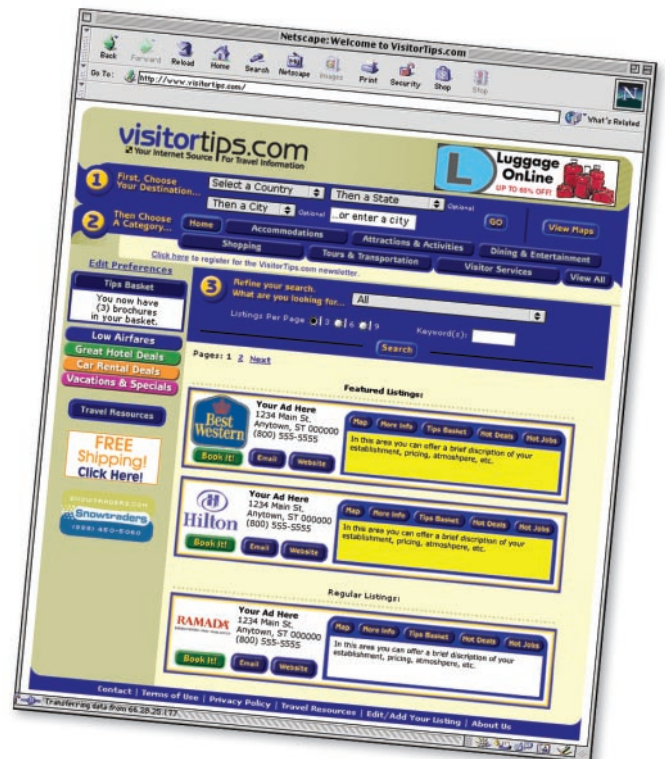 Netscape: Welcome to VisitorTips.com
Back Forward Reload Home Search Netscape Images Print Security Shop Stop
Go To: http://www.visitortips.com/
What's Related
visitortips.com
Your Internet Source For Travel Information
L Luggage Online
UP TO 65% OFF!
1 First, Choose Your Destination...
Select a Country Then a State Optional
Then a City Optional ...or enter a city GO View Maps
2 Then Choose A Category...
Home Accommodations Attractions & Activities Dining & Entertainment
Shopping Tours & Transportation Visitor Services View All
Click here to register for the VisitorTips.com newsletter.
Edit Preferences
Tips Basket
You now have
(3) brochures
in your basket.
Low Airfares
Great Hotel Deals
Car Rental Deals
Vacations & Specials
Travel Resources
FREE
Shipping!
Click Here!
SNOWTRADERS.COM
Snowtraders
3 Refine your search.
What are you looking for... All
Listings Per Page 3 6 9 Keyword(s):
Search
Pages: 1 2 Next
Featured Listings:
Best Western
Your Ad Here
1234 Main St.
Anytown, ST 000000
(800) 555-5555
Book It! Email Website
Map More Info Tips Basket Hot Deals Hot Jobs
In this area you can offer a brief discription of your
establishment, pricing, atmoshpere, etc.
H
Hilton
Your Ad Here
1234 Main St.
Anytown, ST 000000
(800) 555-5555
Book It! Email Website
Map More Info Tips Basket Hot Deals Hot Jobs
In this area you can offer a brief discription of your
establishment, pricing, atmoshpere, etc.
Regular Listings:
RAMADA
Your Ad Here
1234 Main St.
Anytown, ST 000000
(800) 555-5555
Book It! Email Website
Map More Info Tips Basket Hot Deals Hot Jobs
In this area you can offer a brief discription of your
establishment, pricing, atmoshpere, etc.
Contact | Terms of Use | Privacy Policy | Travel Resources | Edit/Add Your Listing | About Us
Transferring data from